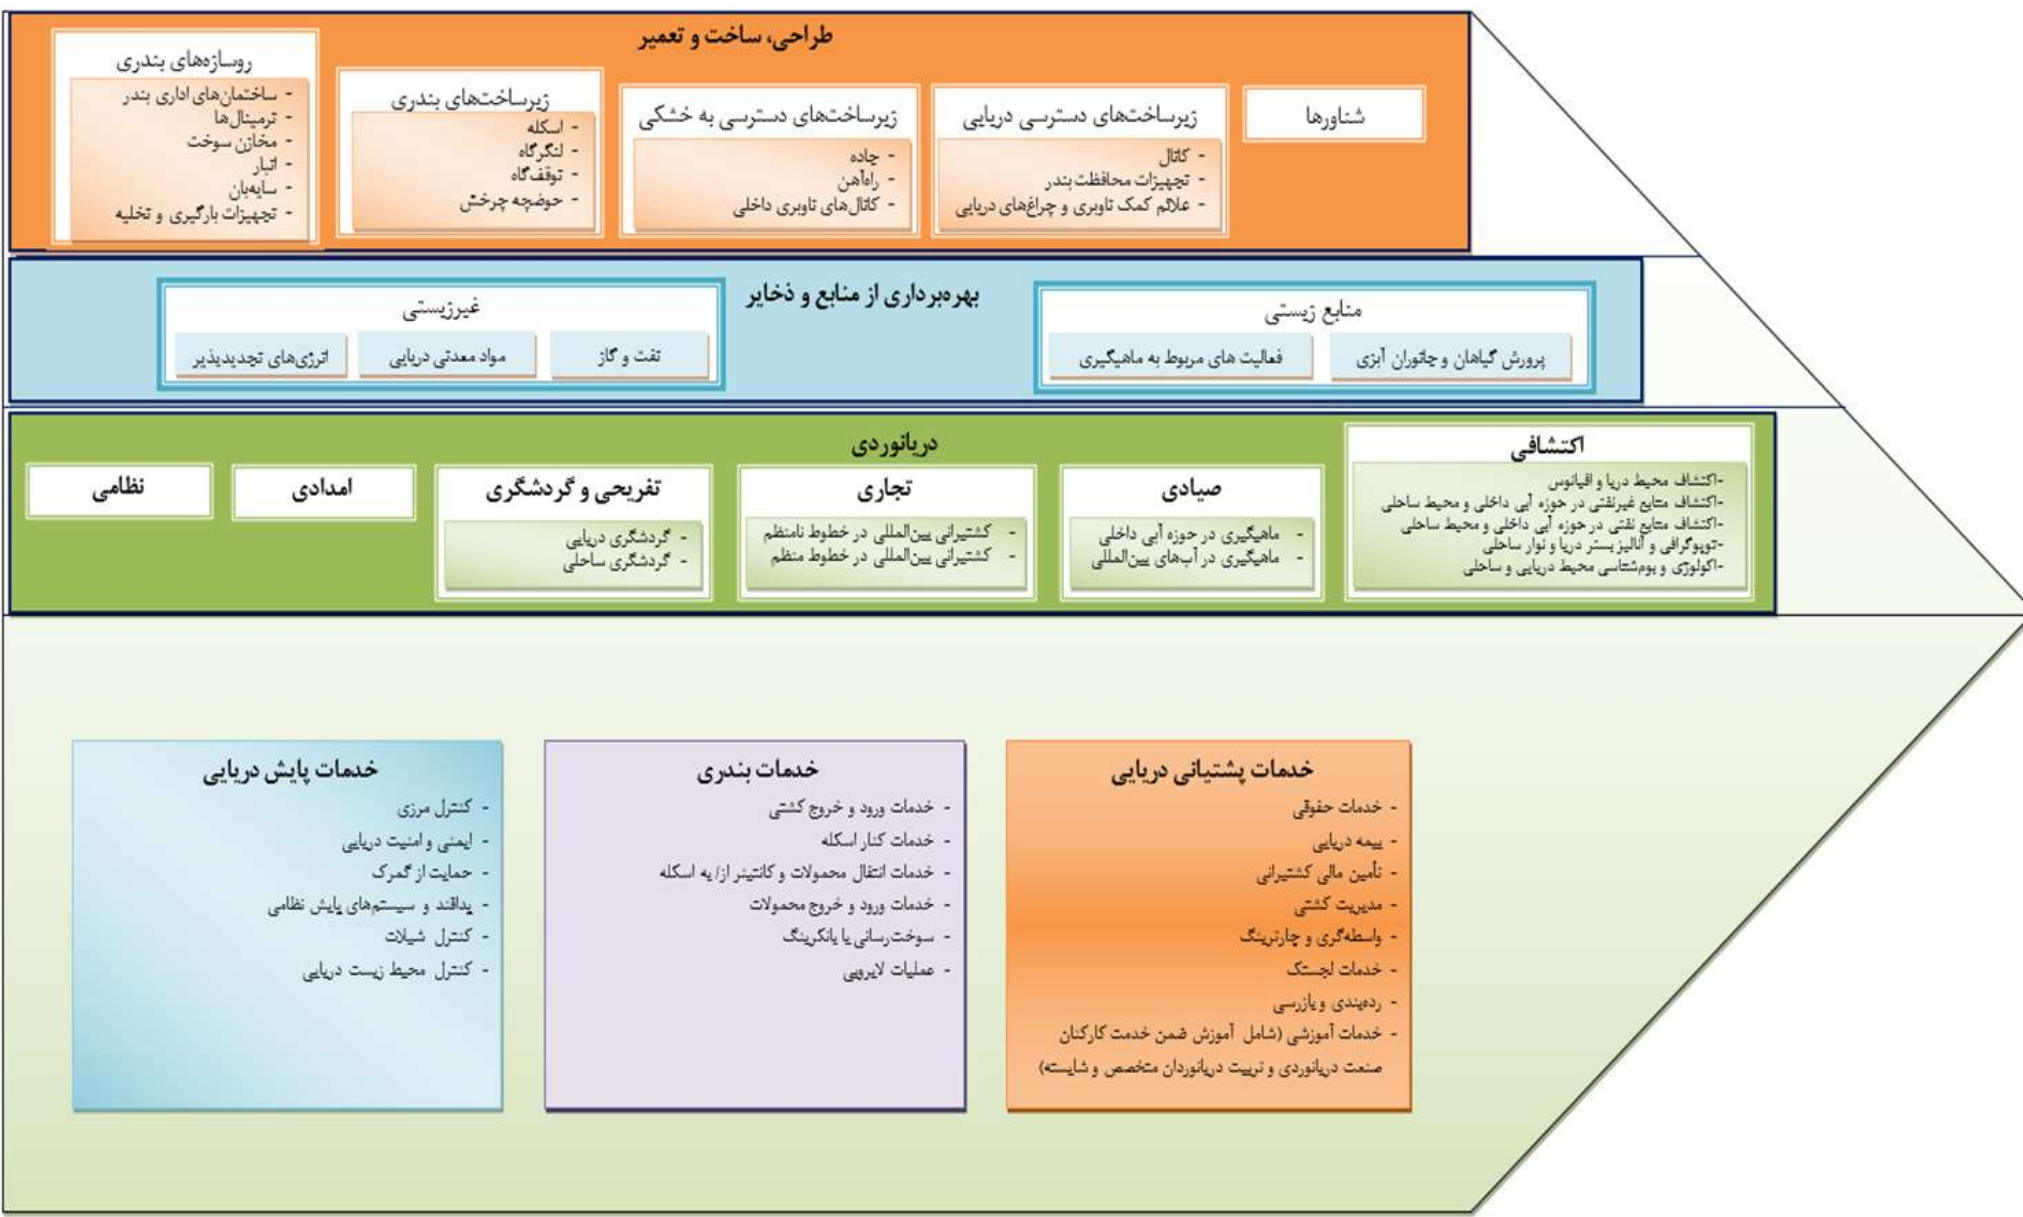 طراحی، ساخت و تعمیر
شناورها
زیرساخت‌های دسترسی دریایی
- کانال
- تجهیزات محافظت بندر
- علائم کمک ناوبری و چراغ‌های دریایی
زیرساخت‌های دسترسی به خشکی
- جاده
- راه‌آهن
- کانال‌های ناوبری داخلی
زیرساخت‌های بندری
- اسکله
- لنگرگاه
- توقف‌گاه
- حوضچه چرخش
روسازه‌های بندری
- ساختمان‌های اداری بندر
- ترمینال‌ها
- مخازن سوخت
- انبار
- سایه‌بان
- تجهیزات بارگیری و تخلیه
بهره‌برداری از منابع و ذخایر
منابع زیستی
پرورش گیاهان و جانوران آبزی
فعالیت های مربوط به ماهیگیری
غیرزیستی
نفت و گاز
مواد معدنی دریایی
انرژی‌های تجدیدپذیر
دریانوردی
اکتشافی
-اکتشاف محیط دریا و اقیانوس
-اکتشاف منابع غیرنفتی در حوزه آبی داخلی و محیط ساحلی
-اکتشاف منابع نفتی در حوزه آبی داخلی و محیط ساحلی
-توپوگرافی و آنالیز بستر دریا و نوار ساحلی
-اکولوژی و بوم‌شناسی محیط دریایی و ساحلی
صیادی
- ماهیگیری در حوزه آبی داخلی
- ماهیگیری در آب‌های بین‌المللی
تجاری
- کشتیرانی بین‌المللی در خطوط نامنظم
- کشتیرانی بین‌المللی در خطوط منظم
تفریحی و گردشگری
- گردشگری دریایی
- گردشگری ساحلی
امدادی
نظامی
خدمات پشتیانی دریایی
- خدمات حقوقی
- بیمه دریایی
- تأمین مالی کشتیرانی
- مدیریت کشتی
- واسطه‌گری و چارترینگ
- خدمات لجستک
- رده‌بندی و بازرسی
- خدمات آموزشی (شامل آموزش ضمن خدمت کارکنان
صنعت دریانوردی و تربیت دریانوردان متخصص و شایسته)
خدمات بندری
- خدمات ورود و خروج کشتی
- خدمات کنار اسکله
- خدمات انتقال محمولات و کانتینر از/ به اسکله
- خدمات ورود و خروج محمولات
- سوخت‌رسانی یا بانکرینگ
- عملیات لایروبی
خدمات پایش دریایی
- کنترل مرزی
- ایمنی و امنیت دریایی
- حمایت از گمرک
- پدافند و سیستم‌های پایش نظامی
- کنترل شیلات
- کنترل محیط زیست دریایی